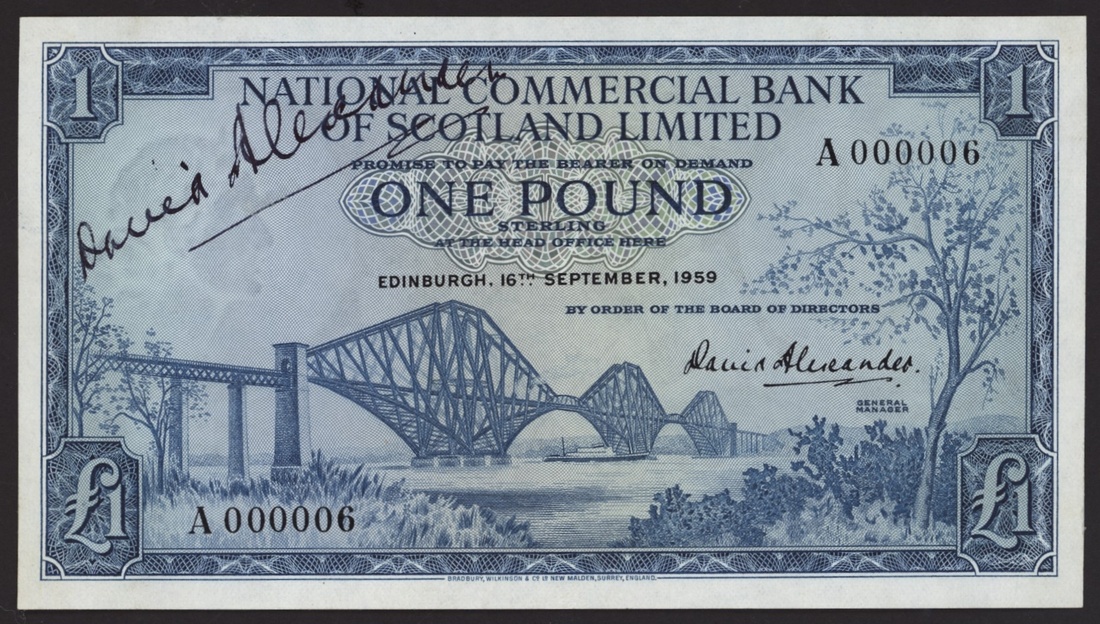 1 1
David Alexander
NATIONAL COMMERCIAL BANK
OF SCOTLAND LIMITED
A 000006
PROMISE TO PAY THE BEARER ON DEMAND
ONE POUND
STERLING
AT THE HEAD OFFICE HERE
EDINBURGH, 16TH SEPTEMBER, 1959
BY ORDER OF THE BOARD OF DIRECTORS
David Alexander.
GENERAL
MANAGER
£1 £1
A 000006
BRADBURY, WILKINSON & Co Ld NEW MALDEN, SURREY, ENGLAND.